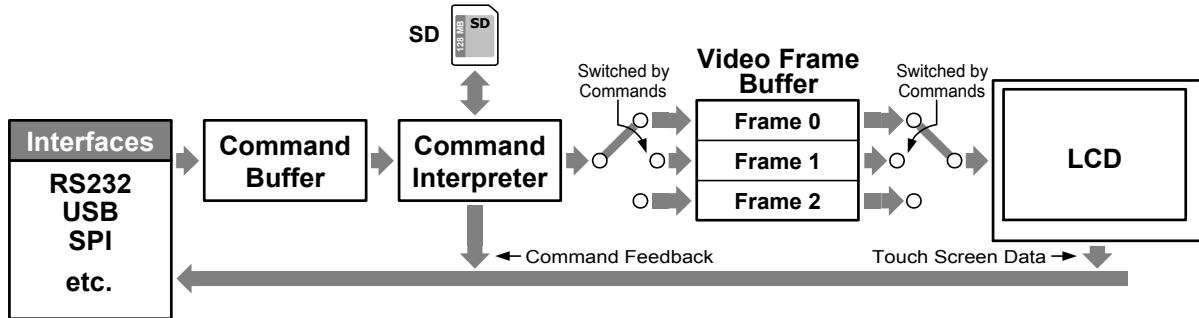 SD
SD
128 MB
Interfaces
RS232
USB
SPI
etc.
Command
Buffer
Command
Interpreter
Switched by
Commands
Video Frame
Buffer
Frame 0
Frame 1
Frame 2
Switched by
Commands
LCD
Command Feedback
Touch Screen Data